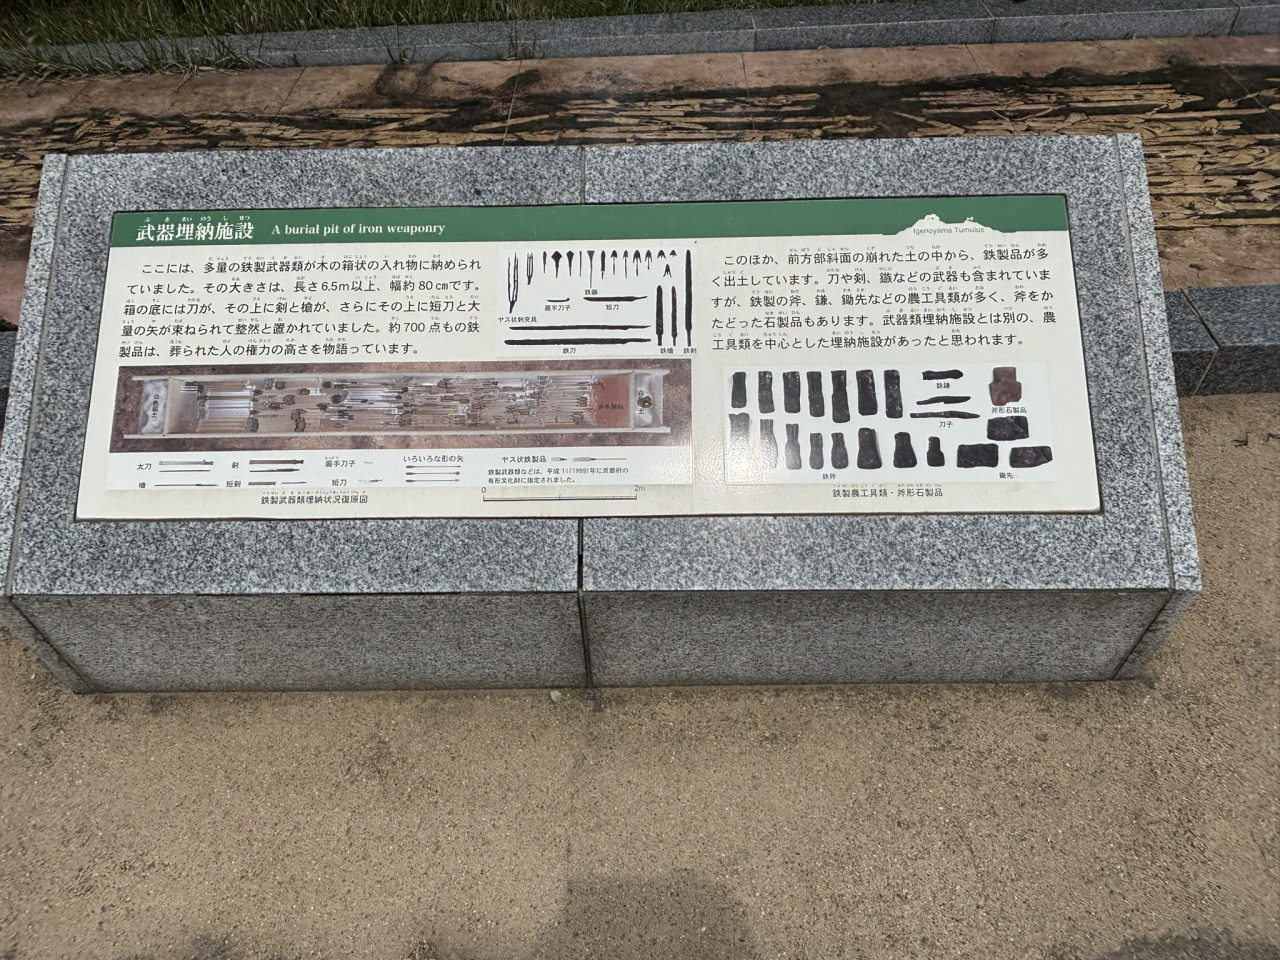 武器埋納施設 A burial pit of iron weaponry
Igenoyama Tumulus
ここには、多量の鉄製武器類が木の箱状の入れ物に納められ
ていました。その大きさは、長さ6.5m以上、幅約80cmです。
箱の底には刀が、その上に剣と槍が、さらにその上に短刀と大
量の矢が束ねられて整然と置かれていました。約700点もの鉄
製品は、葬られた人の権力の高さを物語っています。
ヤス状刺突具
鉄鏃
蕨手刀子
短刀
鉄刀
鉄槍
鉄剣
このほか、前方部斜面の崩れた土の中から、鉄製品が多
く出土しています。刀や剣、鏃などの武器も含まれていま
すが、鉄製の斧、鎌、鋤先などの農工具類が多く、斧をか
たどった石製品もあります。武器類埋納施設とは別の、農
工具類を中心とした埋納施設があったと思われます。
白色粘土
白色粘土
太刀
剣
蕨手刀子
いろいろな形の矢
ヤス状鉄製品
槍
短剣
短刀
鉄製武器類などは、平成11(1999)年に京都府の
有形文化財に指定されました。
鉄製武器類埋納状況復原図
0 2m
鉄鎌
刀子
斧形石製品
鉄斧
鋤先
鉄製農工具類・斧形石製品